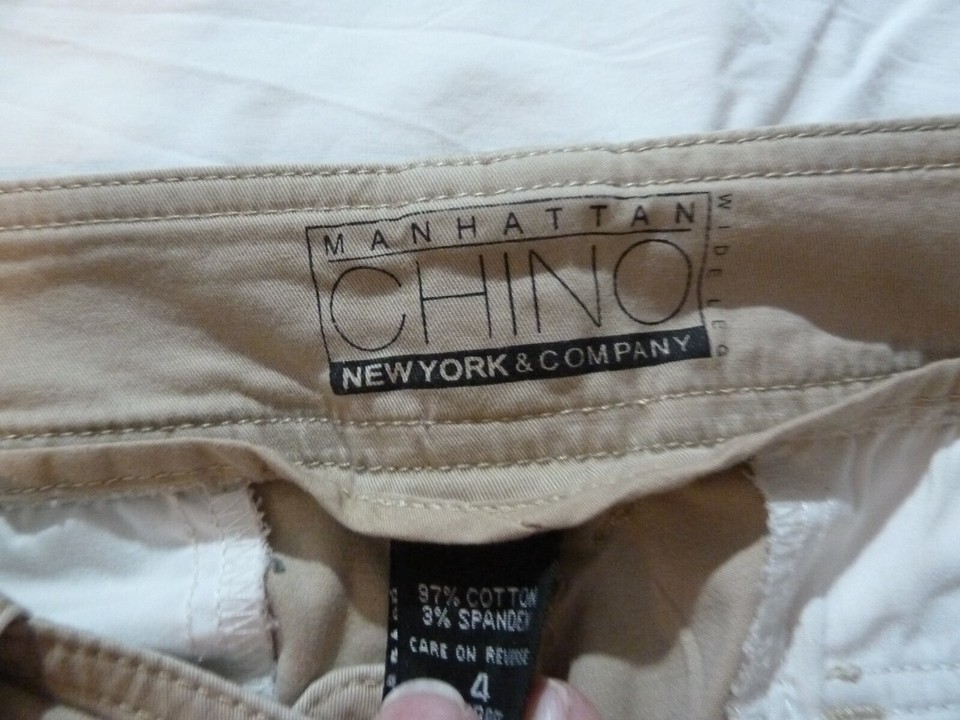 MANHATTAN
CHINO
NEW YORK & COMPANY
WIDE LEG
97% COTTON
3% SPANDEX
CARE ON REVERSE
4